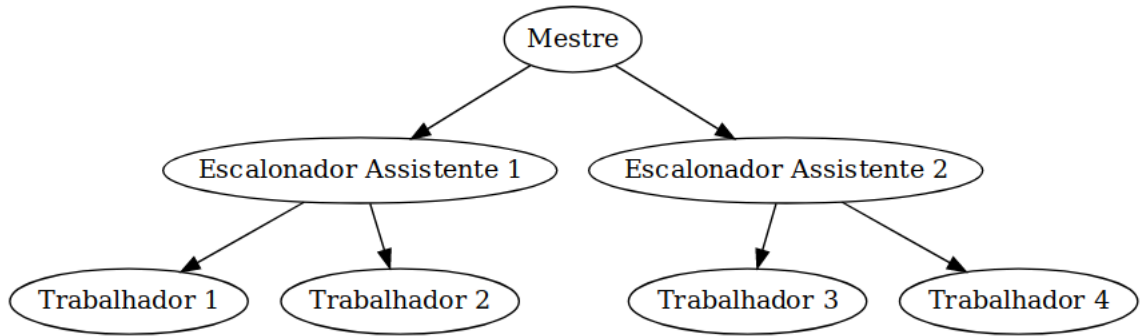 Mestre
Escalonador Assistente 1
Escalonador Assistente 2
Trabalhador 1
Trabalhador 2
Trabalhador 3
Trabalhador 4